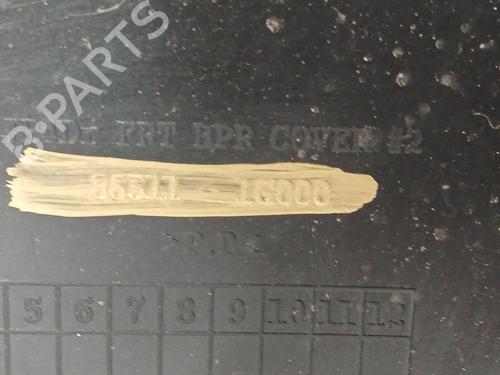 B-PARTS
FRT BPR COVER #2
86511 - 1G000
>P.P<
5 6 7 8 9 10 11 12